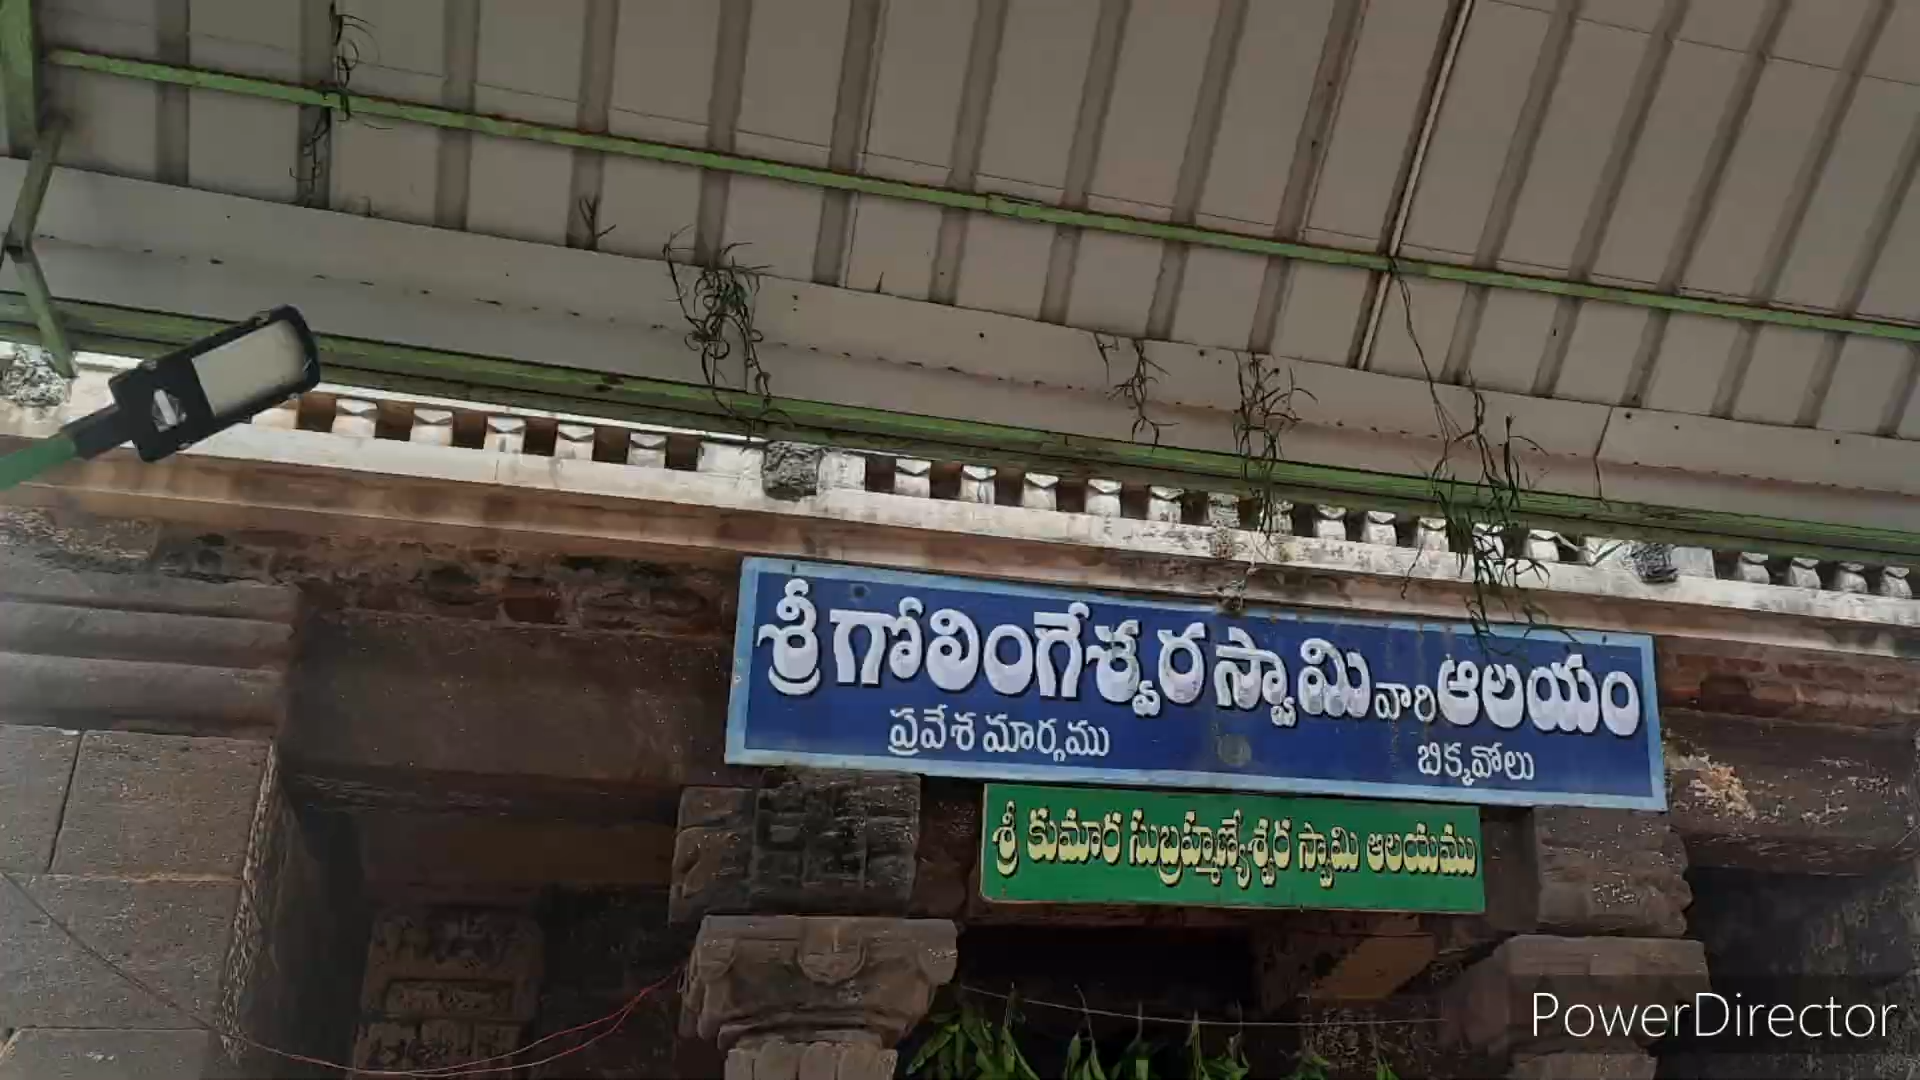 శ్రీ గోలింగేశ్వర స్వామి వారి ఆలయం
ప్రవేశ మార్గము
బిక్కవోలు
శ్రీ కుమార సుబ్రహ్మణ్యేశ్వర స్వామి ఆలయము
PowerDirector